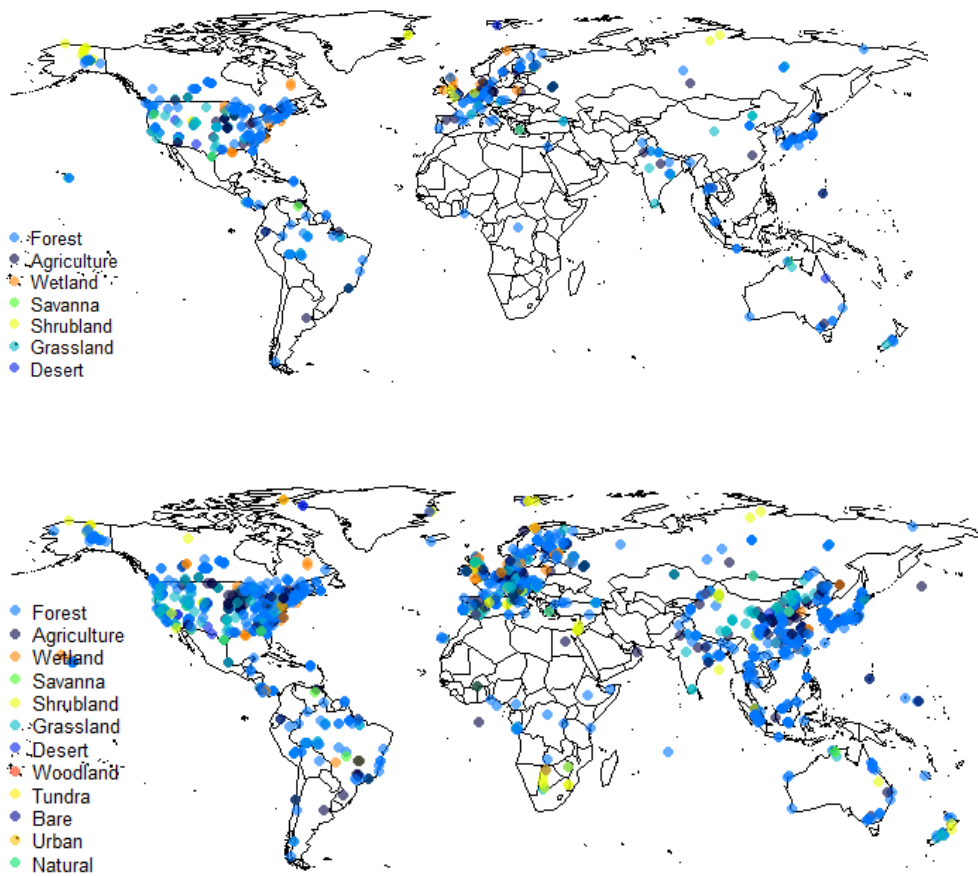 Forest
Agriculture
Wetland
Savanna
Shrubland
Grassland
Desert
Forest
Agriculture
Wetland
Savanna
Shrubland
Grassland
Desert
Woodland
Tundra
Bare
Urban
Natural